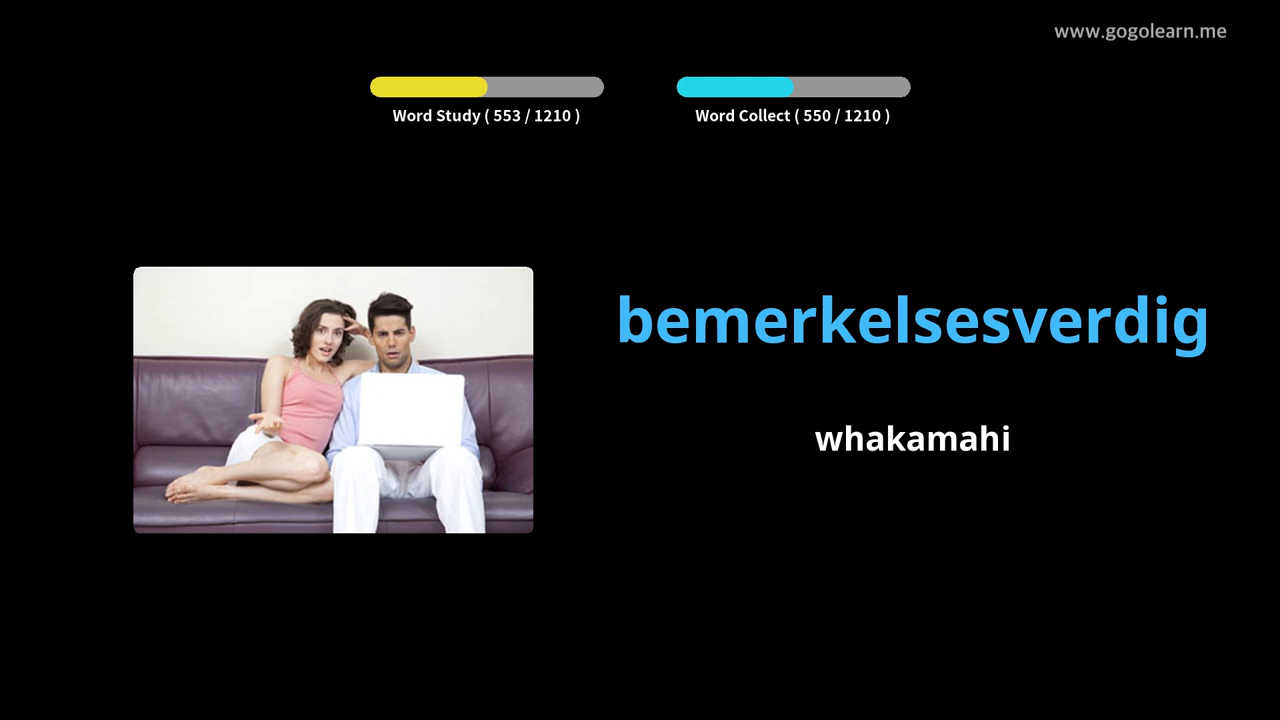 www.gogolearn.me
Word Study ( 553 / 1210 )
Word Collect ( 550 / 1210 )
bemerkelsesverdig
whakamahi